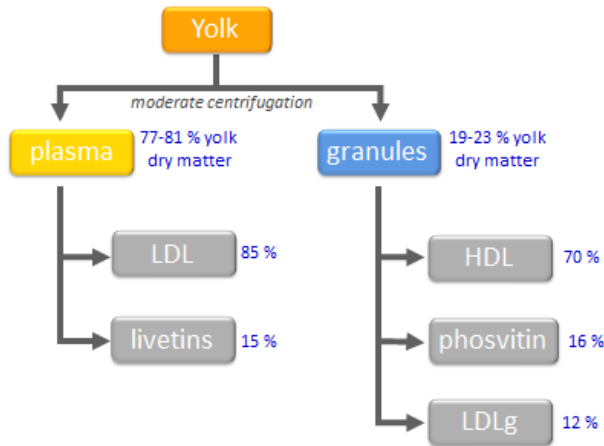 Yolk
moderate centrifugation
plasma
77-81 % yolk
dry matter
granules
19-23 % yolk
dry matter
LDL
85 %
HDL
70 %
livetins
15 %
phosvitin
16 %
LDLg
12 %